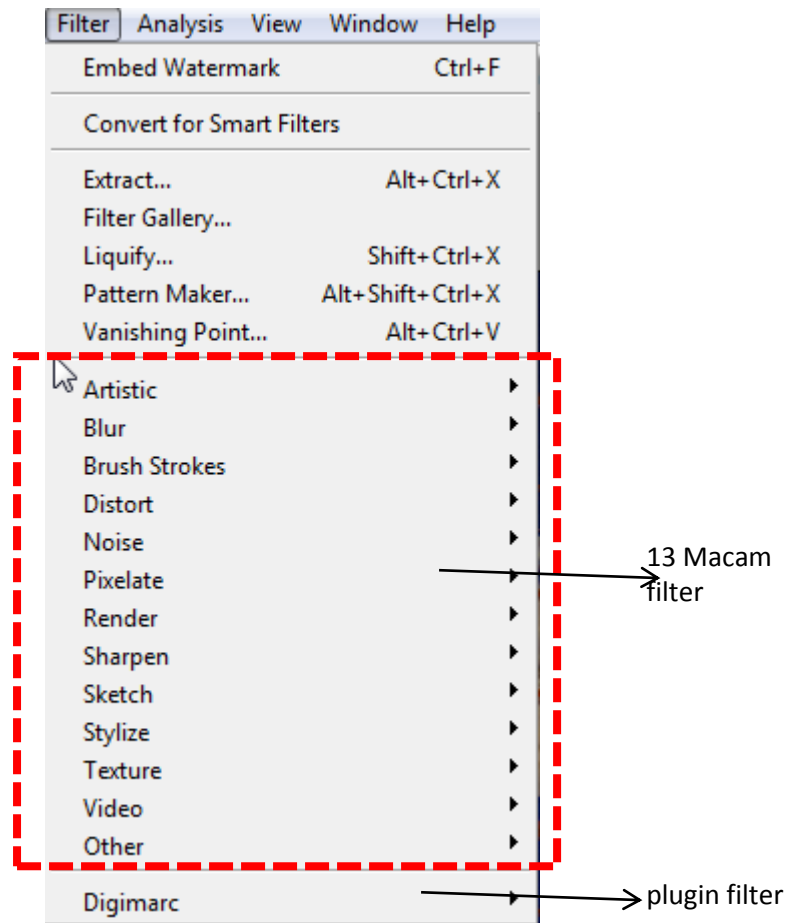 Filter Analysis View Window Help
Embed Watermark Ctrl+F
Convert for Smart Filters
Extract... Alt+Ctrl+X
Filter Gallery...
Liquify... Shift+Ctrl+X
Pattern Maker... Alt+Shift+Ctrl+X
Vanishing Point... Alt+Ctrl+V
Artistic
Blur
Brush Strokes
Distort
Noise
Pixelate
Render
Sharpen
Sketch
Stylize
Texture
Video
Other
Digimarc
13 Macam
filter
plugin filter